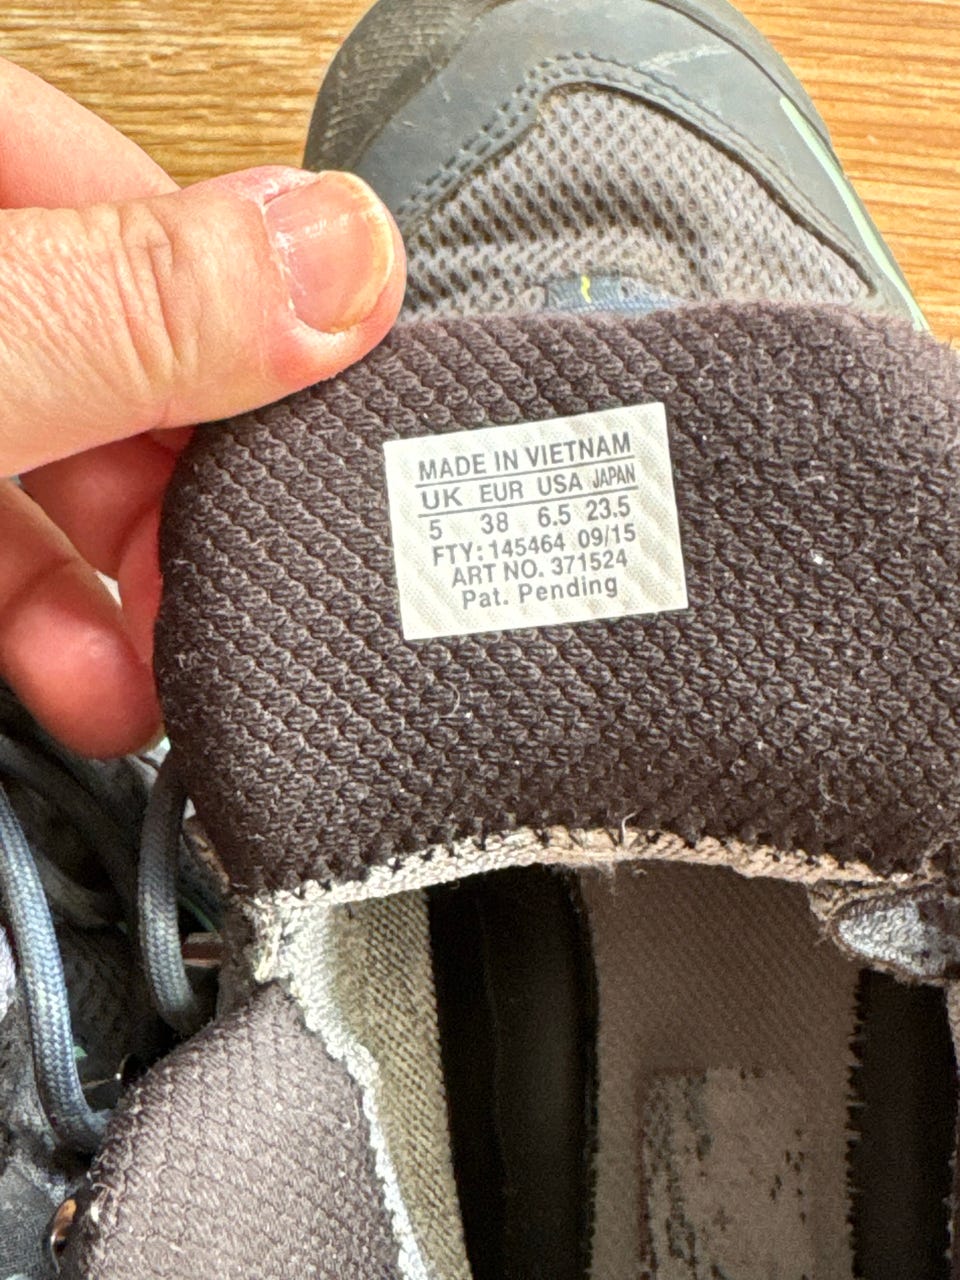 MADE IN VIETNAM
UK EUR USA JAPAN
5 38 6.5 23.5
FTY: 145464 09/15
ART NO. 371524
Pat. Pending